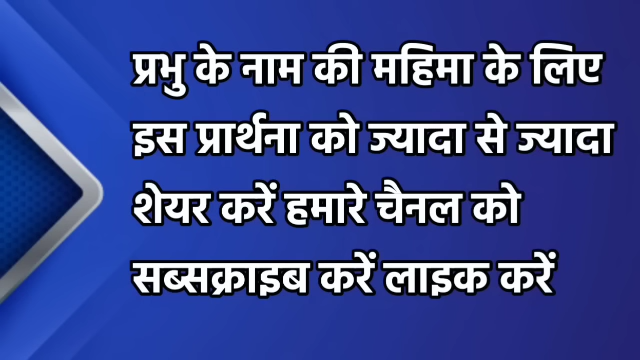 प्रभु के नाम की महिमा के लिए
इस प्रार्थना को ज्यादा से ज्यादा
शेयर करें हमारे चैनल को
सब्सक्राइब करें लाइक करें